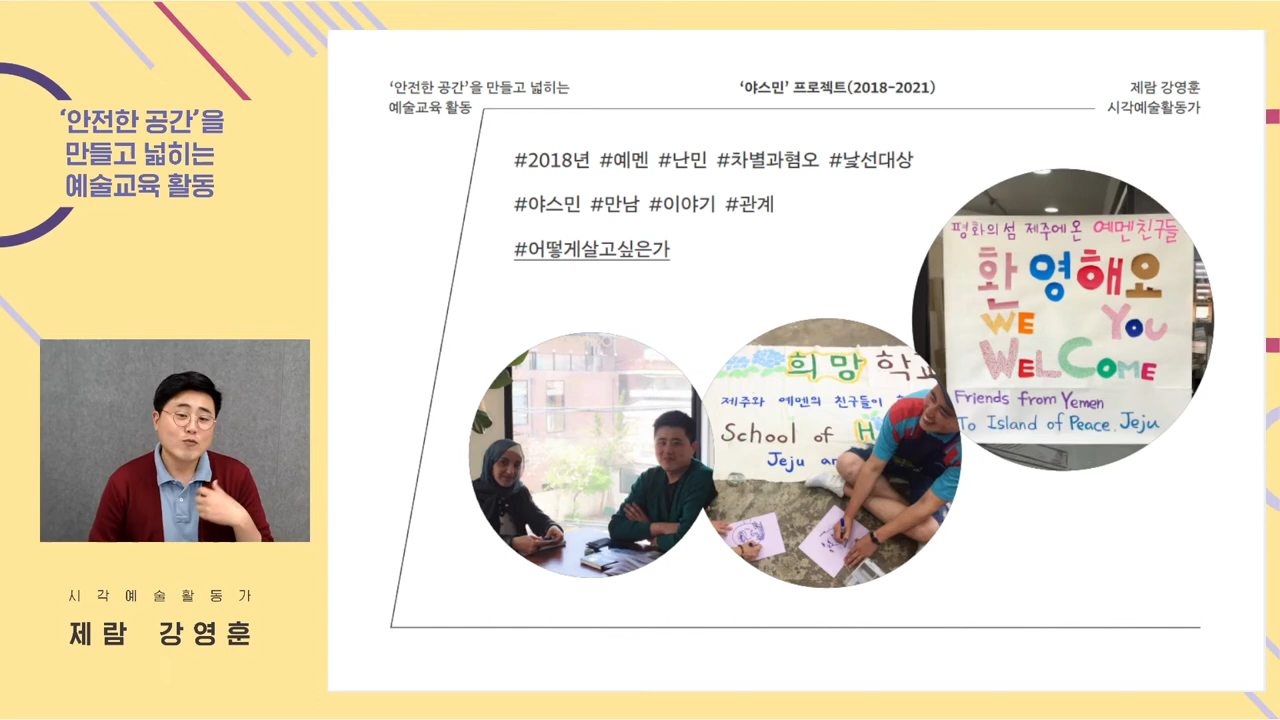 ‘안전한 공간’을
만들고 넓히는
예술교육 활동
시각예술활동가
제람 강영훈
‘안전한 공간’을 만들고 넓히는
예술교육 활동
‘야스민’ 프로젝트(2018-2021)
제람 강영훈
시각예술활동가
#2018년 #예멘 #난민 #차별과혐오 #낯선대상
#야스민 #만남 #이야기 #관계
#어떻게살고싶은가
희망 학교
제주와 예멘의 친구들이
School of H
Jeju an
평화의섬 제주에온 예멘친구들
환영해요
WE YOU
WELCOME
Friends from Yemen
To Island of Peace, Jeju